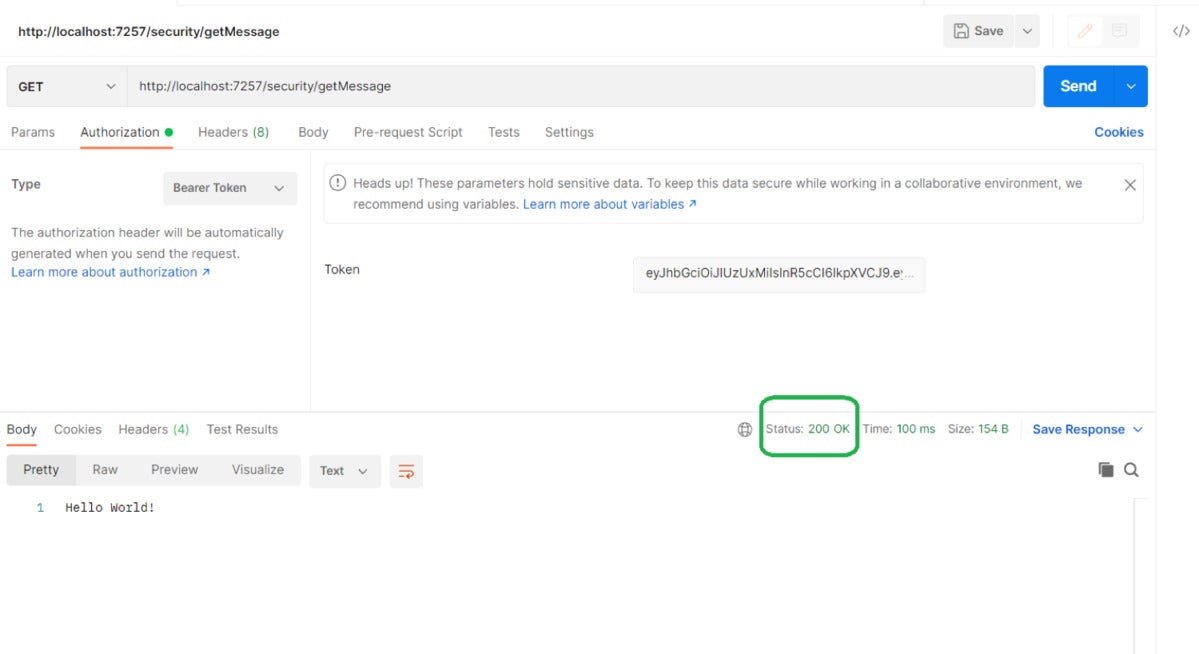 http://localhost:7257/security/getMessage
Save
</>
GET
http://localhost:7257/security/getMessage
Send
Params
Authorization
Headers (8)
Body
Pre-request Script
Tests
Settings
Cookies
Type
Bearer Token
Heads up! These parameters hold sensitive data. To keep this data secure while working in a collaborative environment, we
recommend using variables. Learn more about variables ↗
The authorization header will be automatically
generated when you send the request.
Learn more about authorization ↗
Token
eyJhbGciOiJIUzUxMiIsInR5cCI6IkpXVCJ9.ey...
Body
Cookies
Headers (4)
Test Results
Status: 200 OK
Time: 100 ms
Size: 154 B
Save Response
Pretty
Raw
Preview
Visualize
Text
1 Hello World!